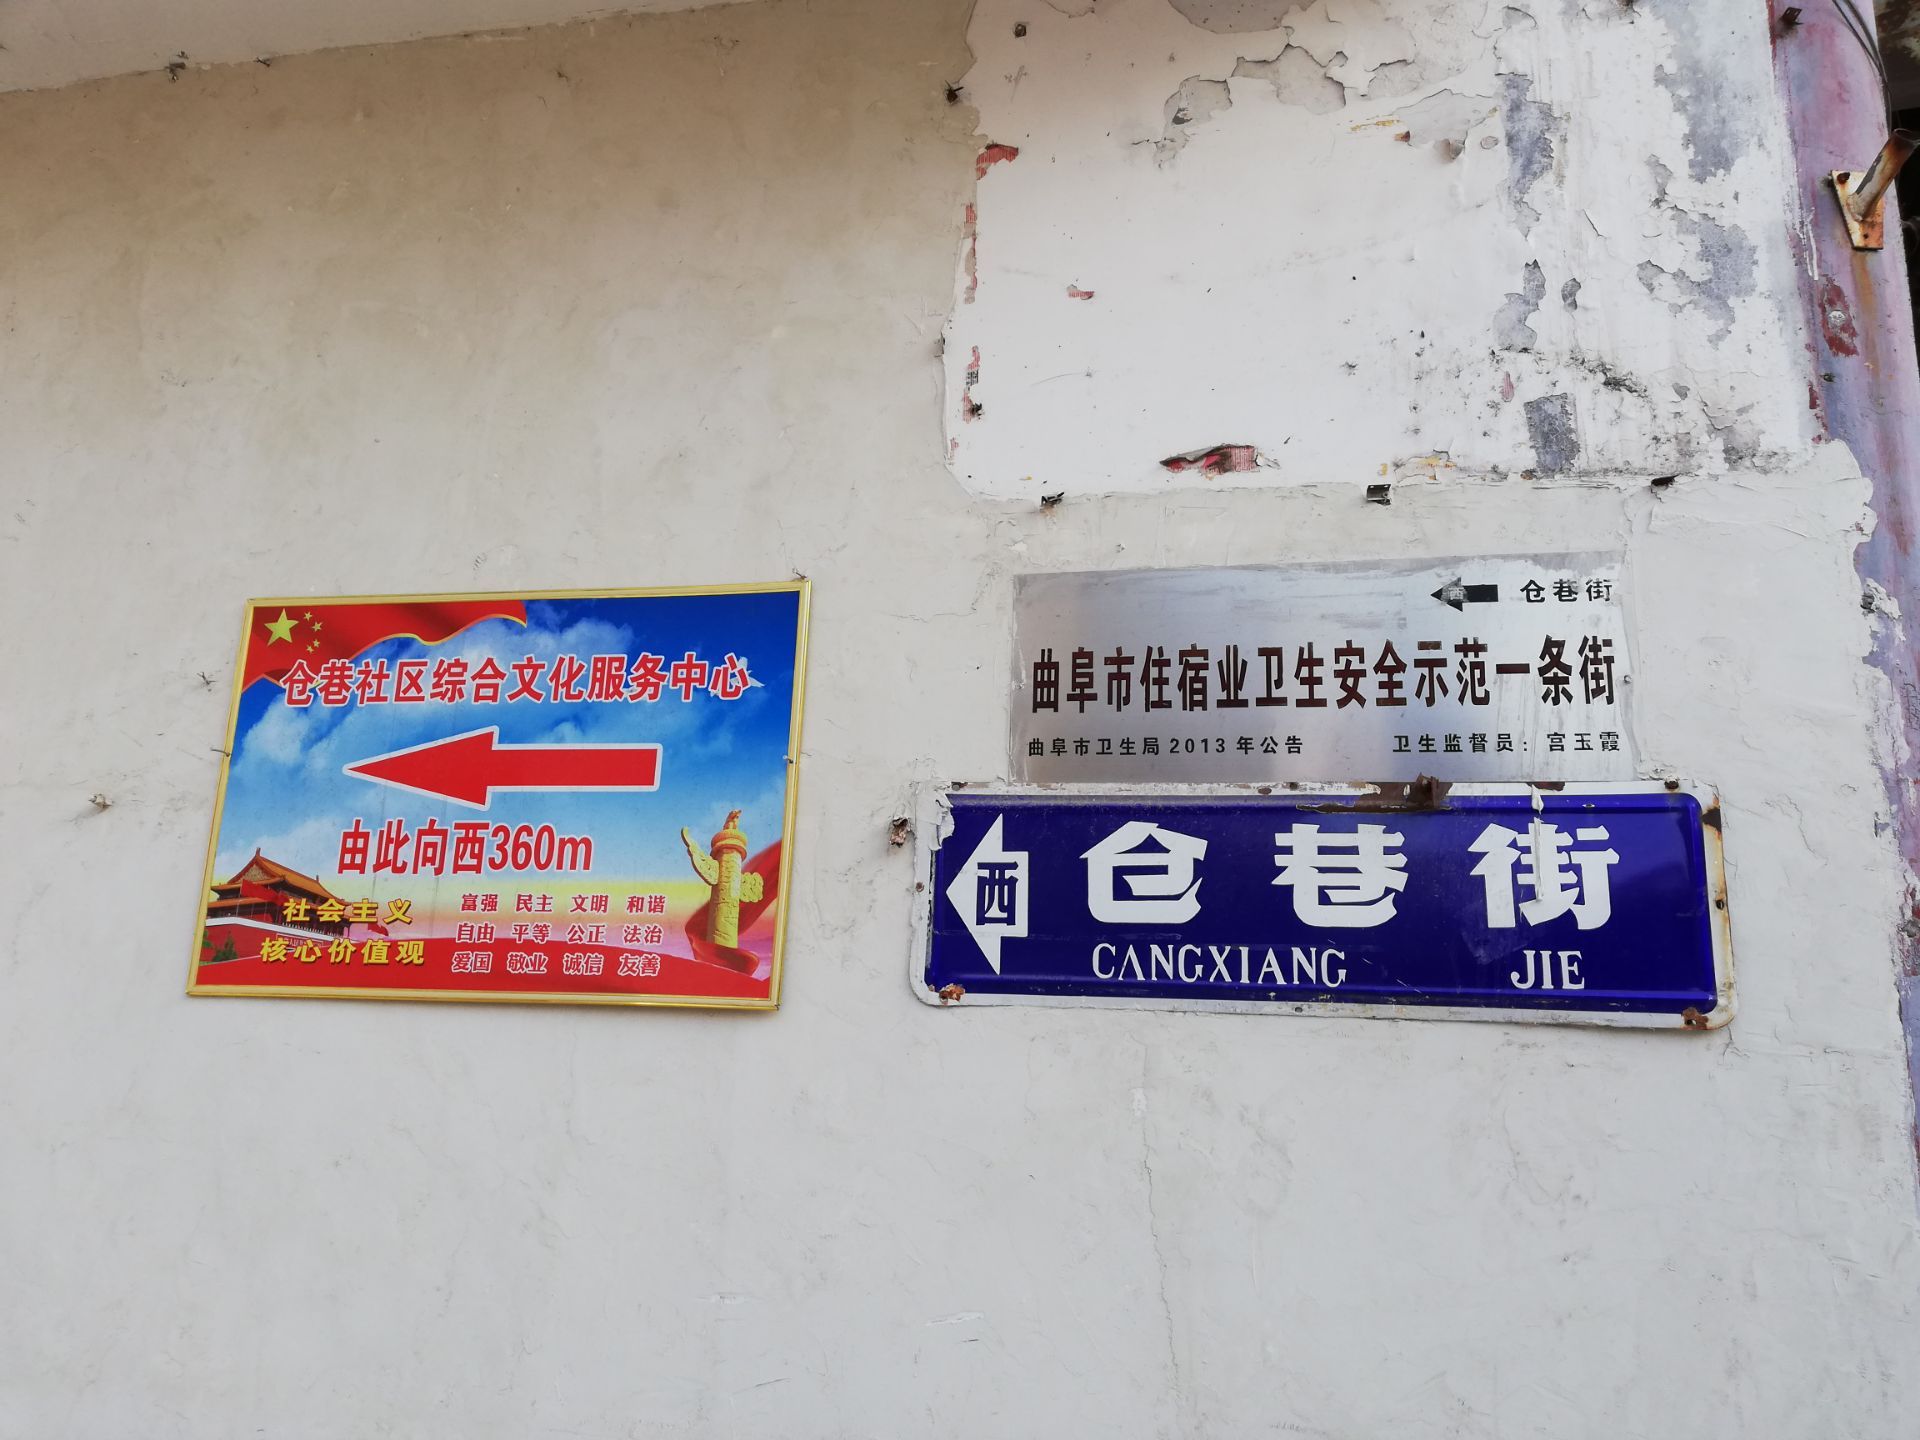 仓巷社区综合文化服务中心
由此向西360m
社会主义
核心价值观
富强 民主 文明 和谐
自由 平等 公正 法治
爱国 敬业 诚信 友善
西 仓巷街
曲阜市住宿业卫生安全示范一条街
曲阜市卫生局2013年公告 卫生监督员：宫玉霞
西 仓巷街
CANGXIANG JIE